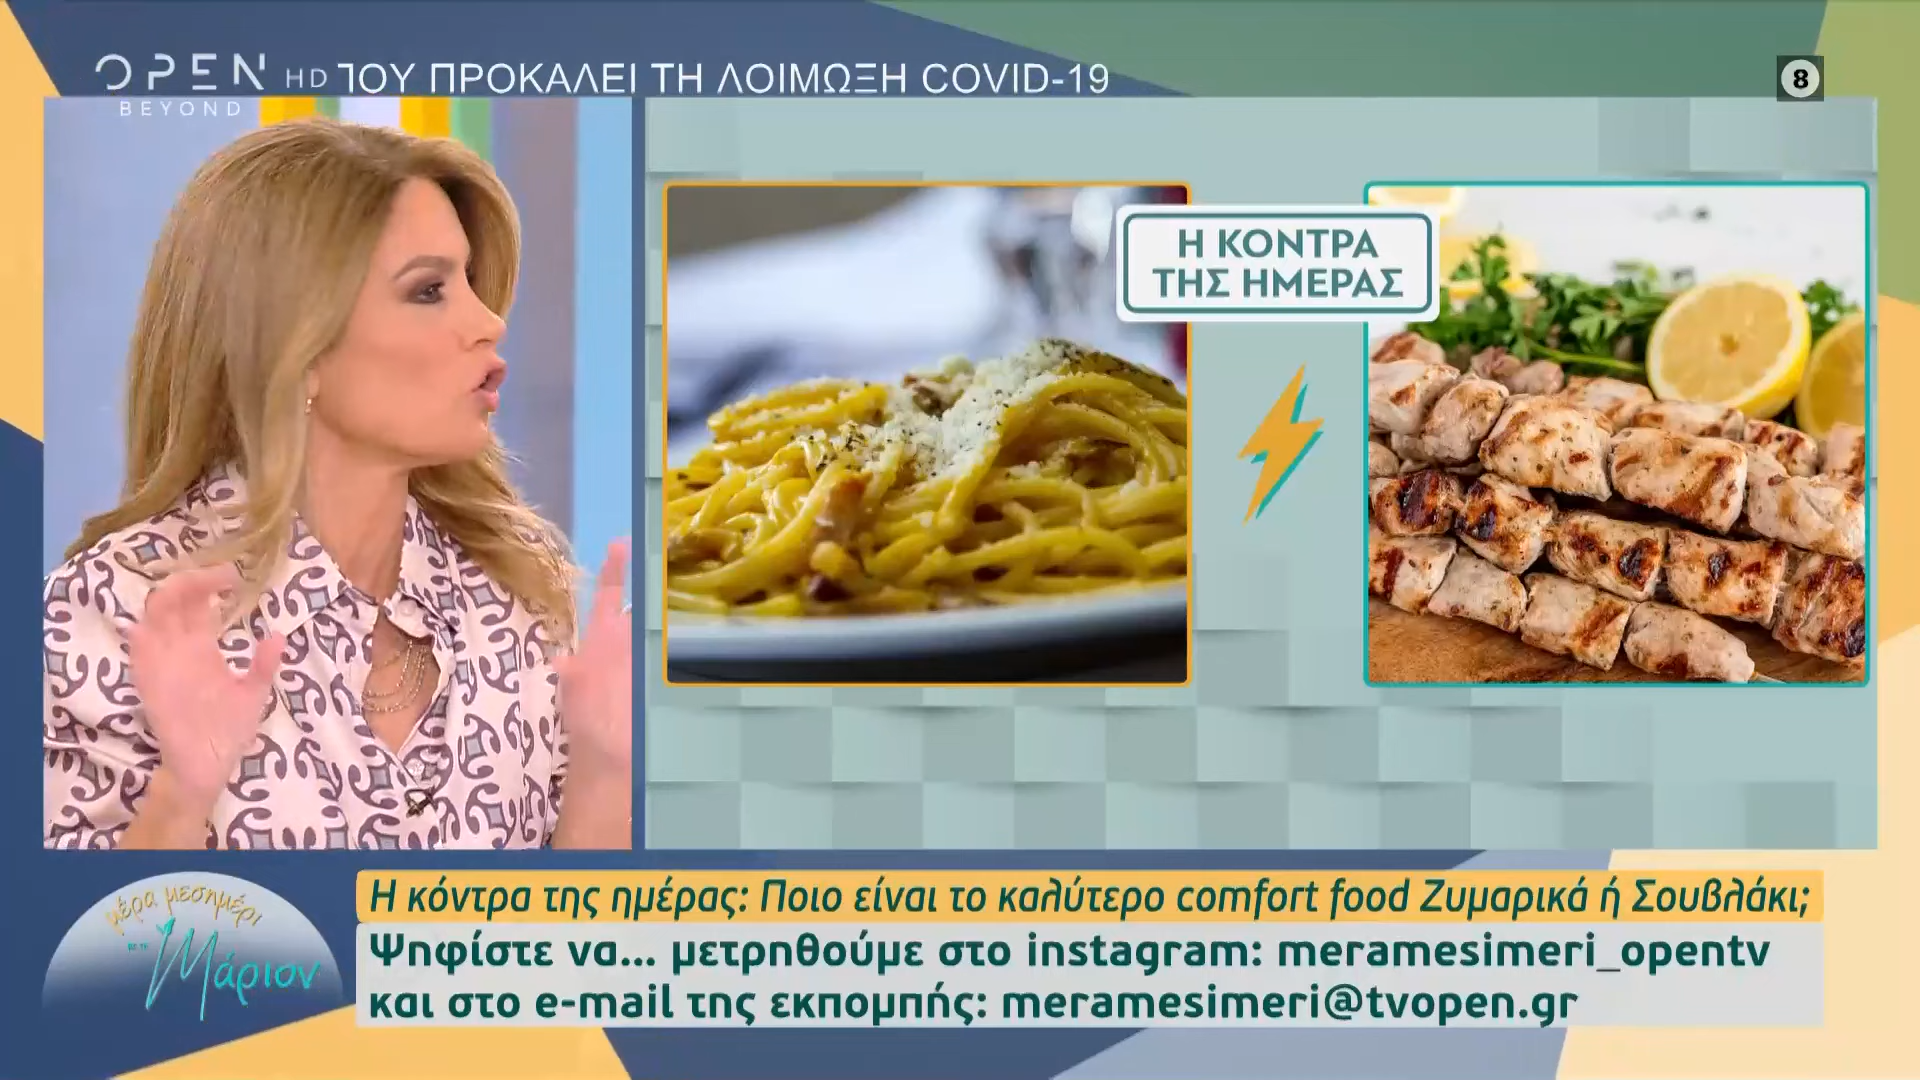 OPEN HD ΤΟΥ ΠΡΟΚΑΛΕΙ ΤΗ ΛΟΙΜΩΞΗ COVID-19
BEYOND
8
Η ΚΟΝΤΡΑ
ΤΗΣ ΗΜΕΡΑΣ
μέρα μεσημέρι
με τη
Μάριον
Η κόντρα της ημέρας: Ποιο είναι το καλύτερο comfort food Ζυμαρικά ή Σουβλάκι;
Ψηφίστε να... μετρηθούμε στο instagram: meramesimeri_opentv
και στο e-mail της εκπομπής: meramesimeri@tvopen.gr